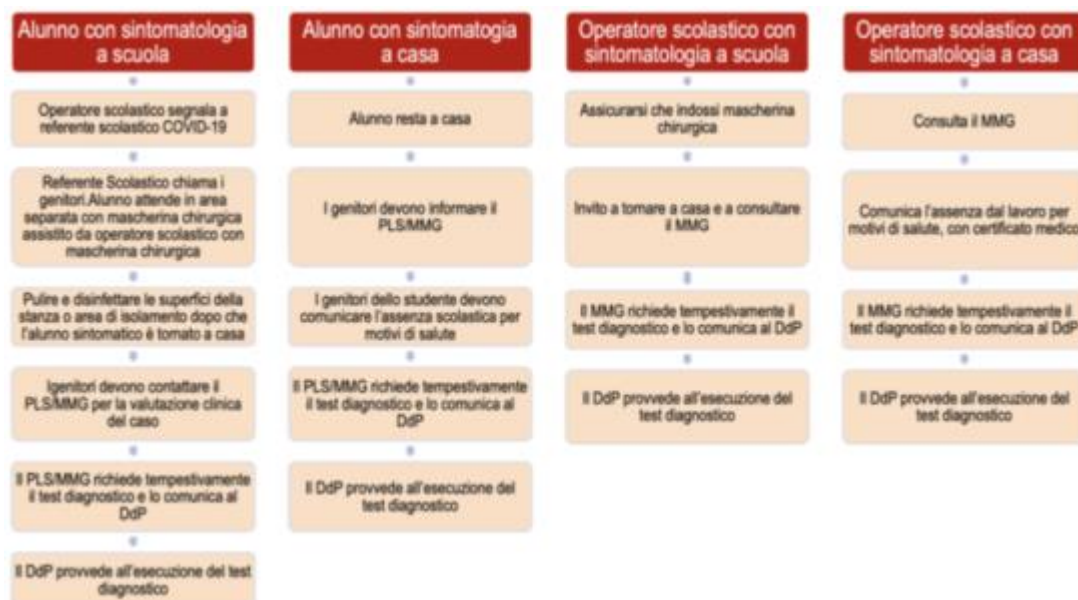 Alunno con sintomatologia
a scuola
Operatore scolastico segnala a
referente scolastico COVID-19
Referente Scolastico chiama i
genitori.Alunno attende in area
separata con mascherina chirurgica
assistito da operatore scolastico con
mascherina chirurgica
Pulire e disinfettare le superfici della
stanza o area di isolamento dopo che
l'alunno sintomatico è tornato a casa
Igenitori devono contattare il
PLS/MMG per la valutazione clinica
del caso
Il PLS/MMG richiede tempestivamente
il test diagnostico e lo comunica al
DdP
Il DdP provvede all'esecuzione del test
diagnostico
Alunno con sintomatogia
a casa
Alunno resta a casa
I genitori devono informare il
PLS/MMG
I genitori dello studente devono
comunicare l'assenza scolastica per
motivi di salute
Il PLS/MMG richiede tempestivamente
il test diagnostico e lo comunica al
DdP
Il DdP provvede all'esecuzione del
test diagnostico
Operatore scolastico con
sintomatologia a scuola
Assicurarsi che indossi mascherina
chirurgica
Invito a tornare a casa e a consultare
il MMG
Il MMG richiede tempestivamente il
test diagnostico e lo comunica al DdP
Il DdP provvede all'esecuzione del
test diagnostico
Operatore scolastico con
sintomatologia a casa
Consulta il MMG
Comunica l'assenza dal lavoro per
motivi di salute, con certificato medico
Il MMG richiede tempestivamente il
test diagnostico e lo comunica al DdP
Il DdP provvede all'esecuzione del
test diagnostico